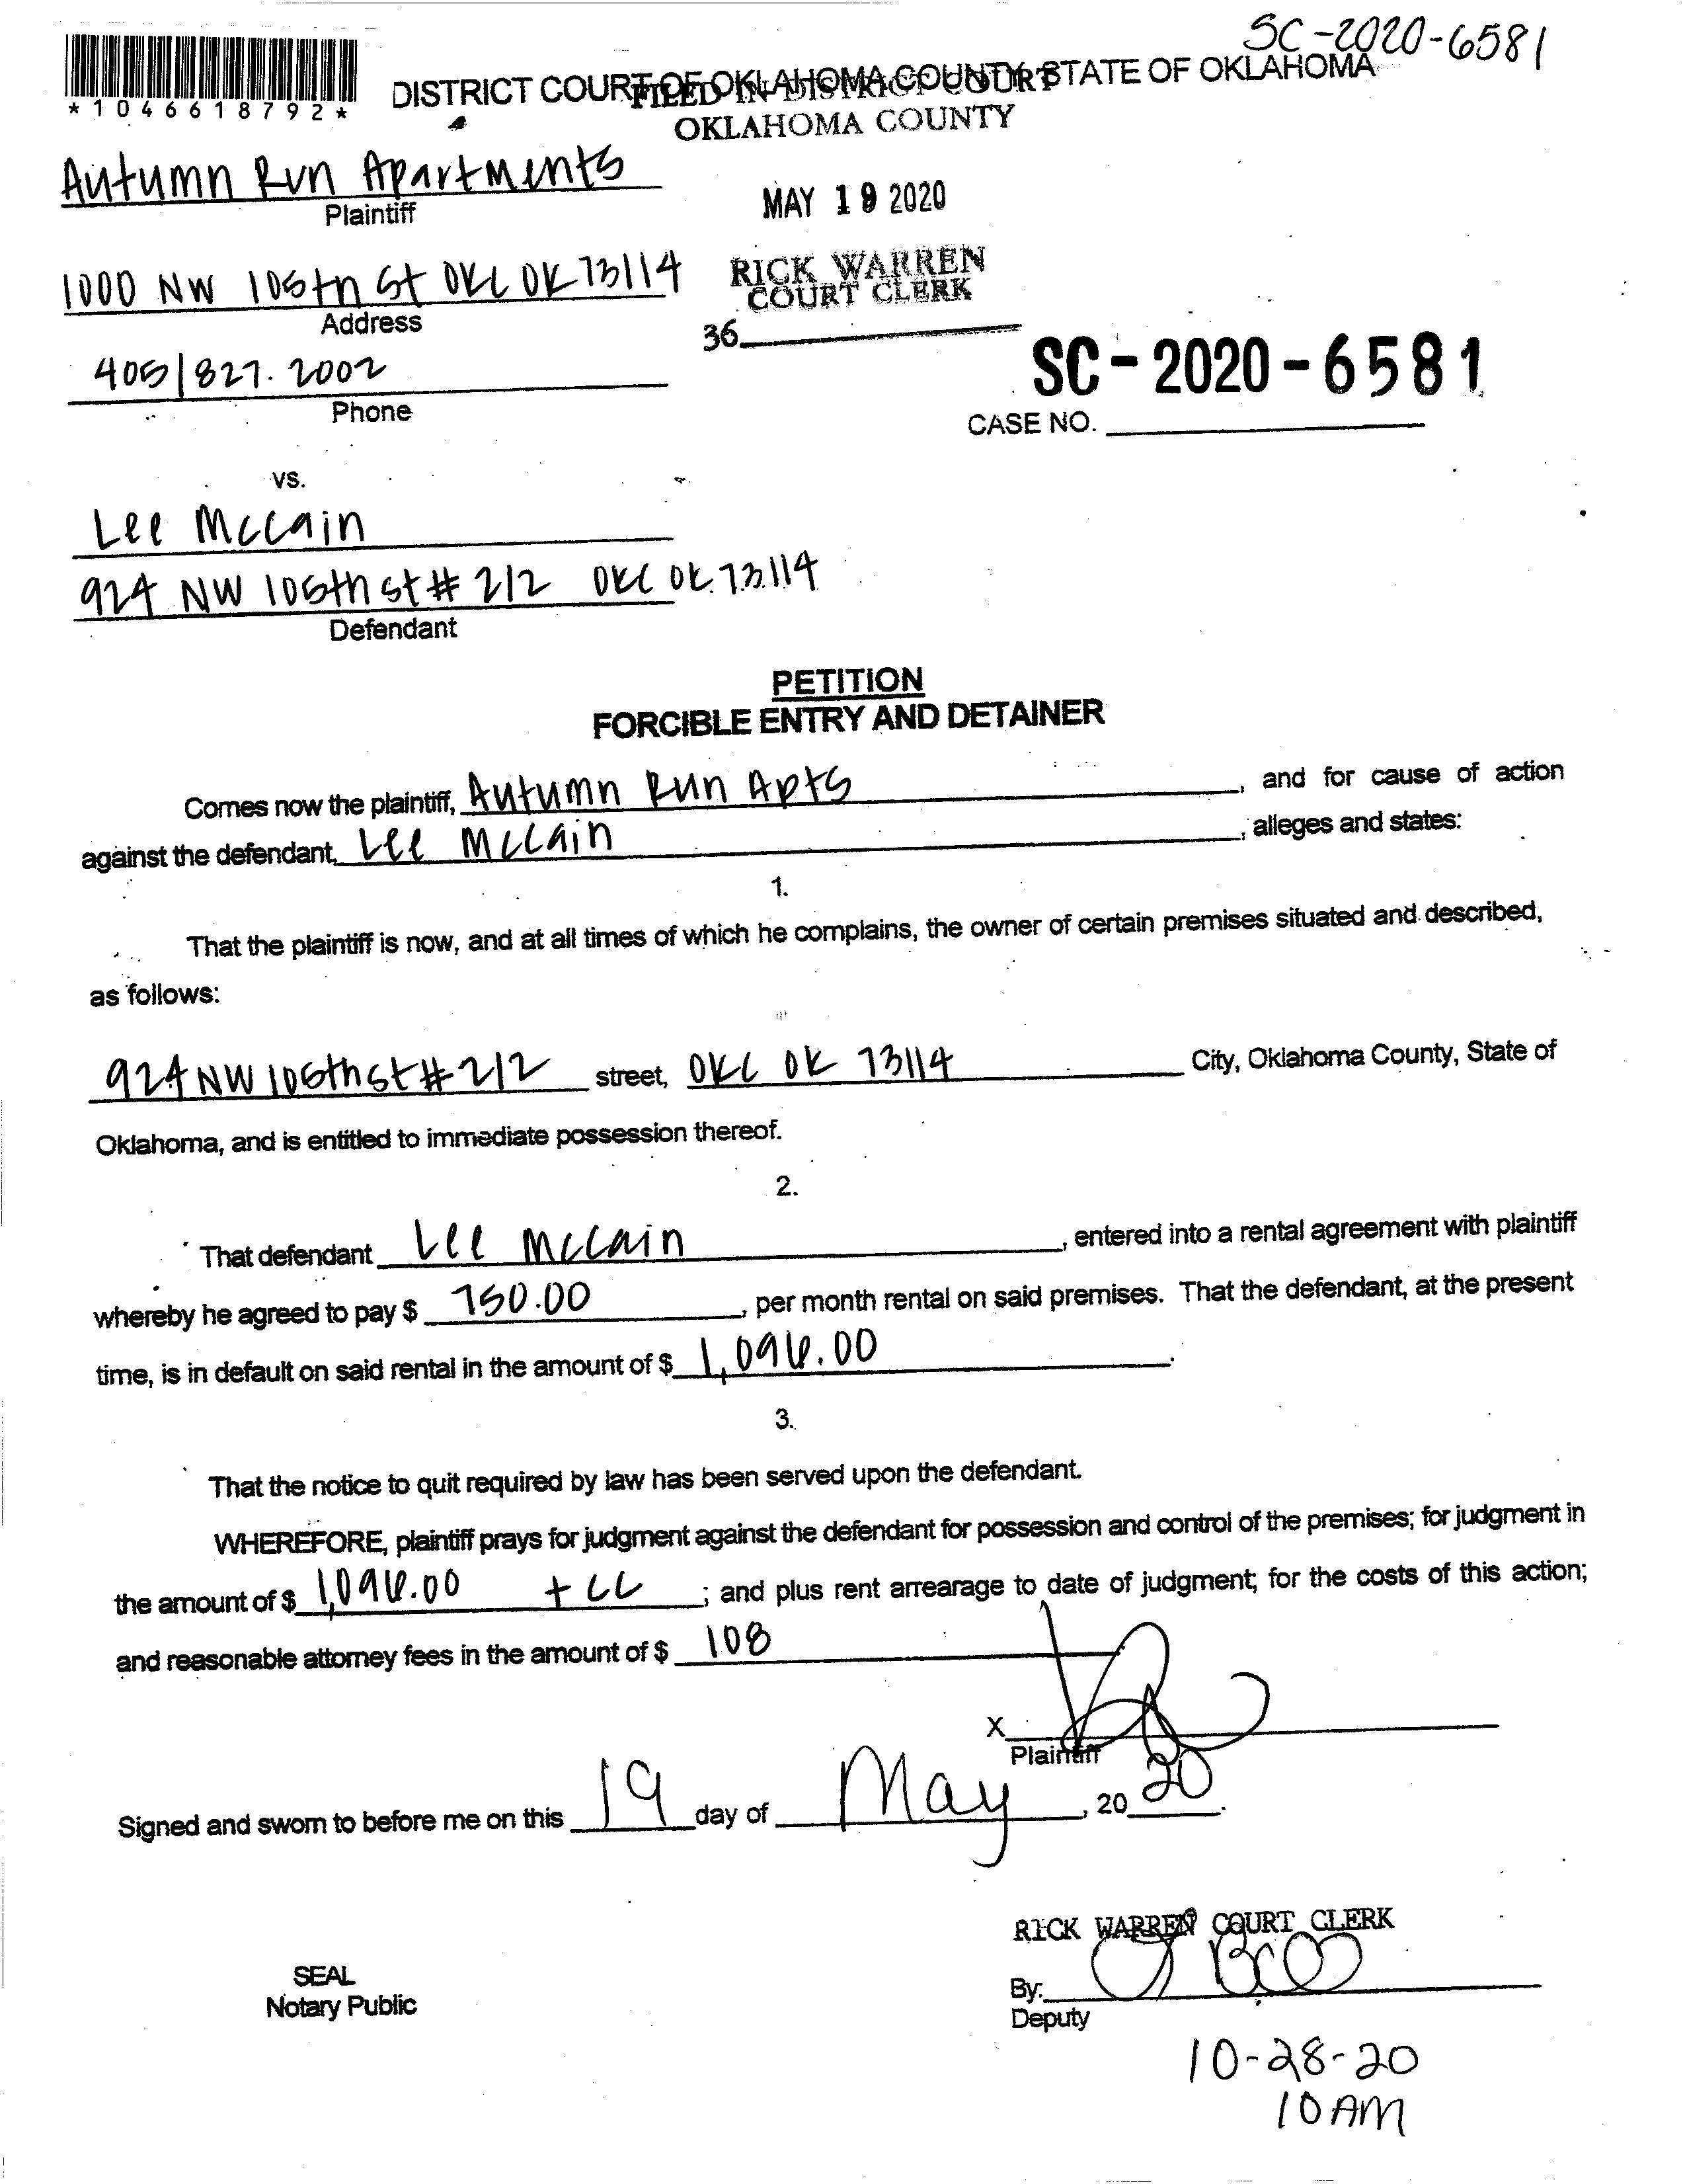 SC-2020-6581
*1046618792*
DISTRICT COURT OF OKLAHOMA COUNTY, STATE OF OKLAHOMA
FILED IN DISTRICT COURT
OKLAHOMA COUNTY
Autumn Run Apartments
Plaintiff
MAY 19 2020
1000 NW 105th St OKC OK 73114
Address
RICK WARREN
COURT CLERK
36
405|827.2002
Phone
SC-2020-6581
CASE NO.
vs.
Lee McCain
924 NW 106th st # 212 OKC OK. 73114
Defendant
PETITION
FORCIBLE ENTRY AND DETAINER
Comes now the plaintiff, Autumn Run Apts, and for cause of action
against the defendant, Lee McCain, alleges and states:
1.
That the plaintiff is now, and at all times of which he complains, the owner of certain premises situated and described,
as follows:
924 NW 106th st # 212 street, OKC OK 73114 City, Oklahoma County, State of
Oklahoma, and is entitled to immediate possession thereof.
2.
That defendant Lee McCain, entered into a rental agreement with plaintiff
whereby he agreed to pay $ 750.00, per month rental on said premises. That the defendant, at the present
time, is in default on said rental in the amount of $ 1,096.00.
3.
That the notice to quit required by law has been served upon the defendant.
WHEREFORE, plaintiff prays for judgment against the defendant for possession and control of the premises; for judgment in
the amount of $ 1,096.00 + CC; and plus rent arrearage to date of judgment; for the costs of this action;
and reasonable attorney fees in the amount of $ 108
X
Plaintiff
Signed and sworn to before me on this 19 day of May, 20 20.
RICK WARREN COURT CLERK
SEAL
Notary Public
By:
Deputy
10-28-20
10 AM